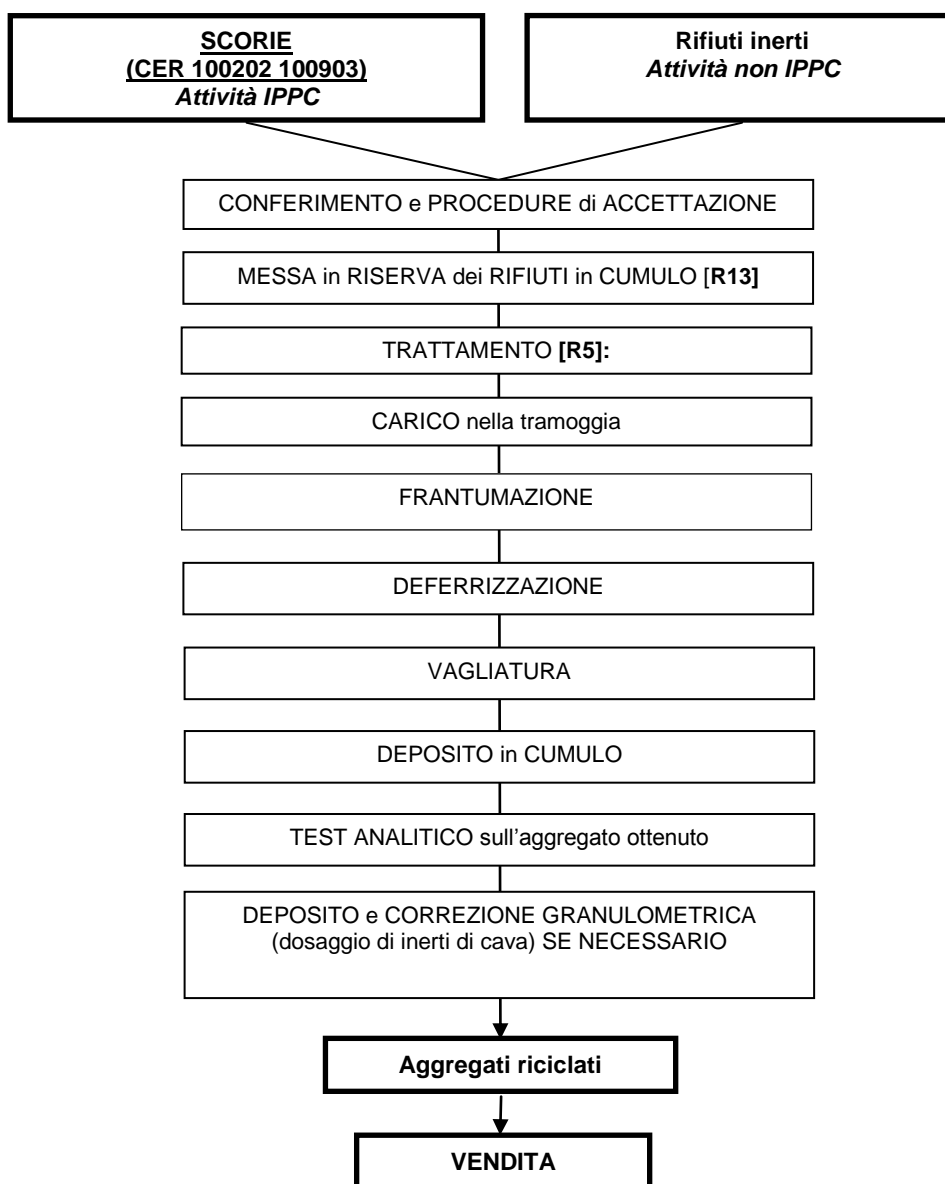 SCORIE
(CER 100202 100903)
Attività IPPC
Rifiuti inerti
Attività non IPPC
CONFERIMENTO e PROCEDURE di ACCETTAZIONE
MESSA in RISERVA dei RIFIUTI in CUMULO [R13]
TRATTAMENTO [R5]:
CARICO nella tramoggia
FRANTUMAZIONE
DEFERRIZZAZIONE
VAGLIATURA
DEPOSITO in CUMULO
TEST ANALITICO sull'aggregato ottenuto
DEPOSITO e CORREZIONE GRANULOMETRICA
(dosaggio di inerti di cava) SE NECESSARIO
Aggregati riciclati
VENDITA